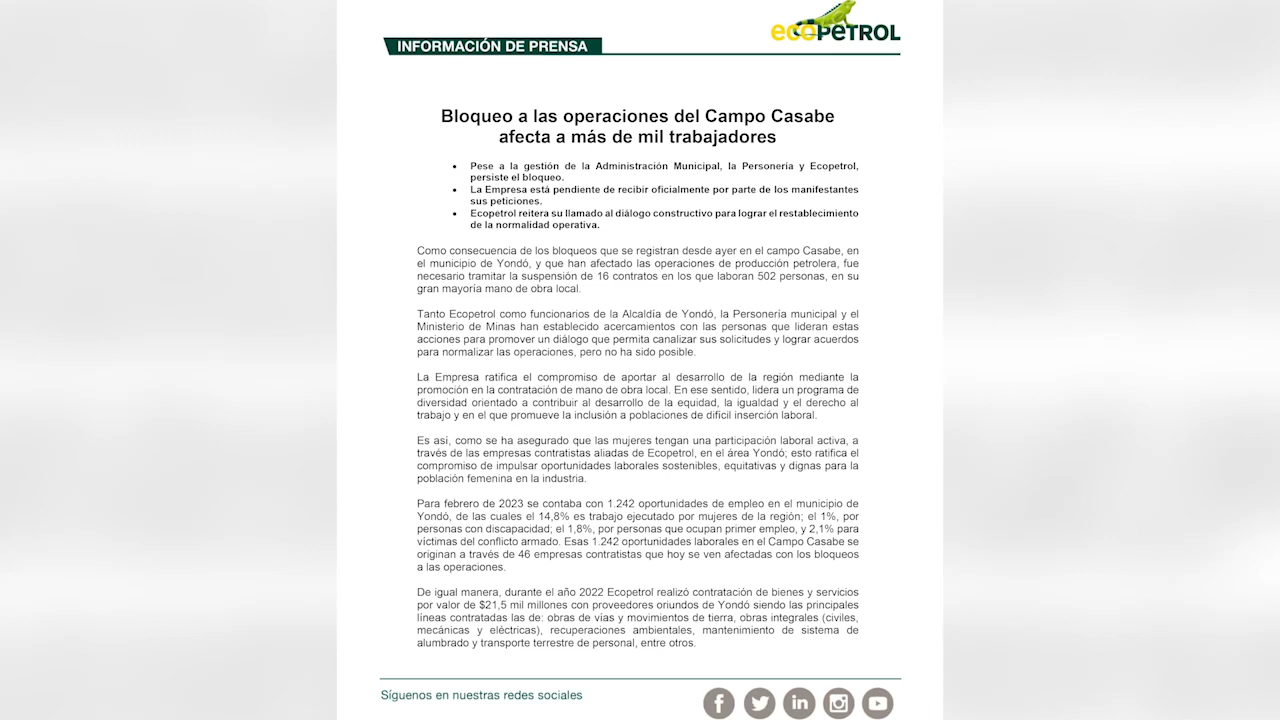 ecoPETROL
INFORMACIÓN DE PRENSA
Bloqueo a las operaciones del Campo Casabe
afecta a más de mil trabajadores
• Pese a la gestión de la Administración Municipal, la Personería y Ecopetrol,
persiste el bloqueo.
• La Empresa está pendiente de recibir oficialmente por parte de los manifestantes
sus peticiones.
• Ecopetrol reitera su llamado al diálogo constructivo para lograr el restablecimiento
de la normalidad operativa.
Como consecuencia de los bloqueos que se registran desde ayer en el campo Casabe, en
el municipio de Yondó, y que han afectado las operaciones de producción petrolera, fue
necesario tramitar la suspensión de 16 contratos en los que laboran 502 personas, en su
gran mayoría mano de obra local.
Tanto Ecopetrol como funcionarios de la Alcaldía de Yondó, la Personería municipal y el
Ministerio de Minas han establecido acercamientos con las personas que lideran estas
acciones para promover un diálogo que permita canalizar sus solicitudes y lograr acuerdos
para normalizar las operaciones, pero no ha sido posible.
La Empresa ratifica el compromiso de aportar al desarrollo de la región mediante la
promoción en la contratación de mano de obra local. En ese sentido, lidera un programa de
diversidad orientado a contribuir al desarrollo de la equidad, la igualdad y el derecho al
trabajo y en el que promueve la inclusión a poblaciones de difícil inserción laboral.
Es así, como se ha asegurado que las mujeres tengan una participación laboral activa, a
través de las empresas contratistas aliadas de Ecopetrol, en el área Yondó; esto ratifica el
compromiso de impulsar oportunidades laborales sostenibles, equitativas y dignas para la
población femenina en la industria.
Para febrero de 2023 se contaba con 1.242 oportunidades de empleo en el municipio de
Yondó, de las cuales el 14,8% es trabajo ejecutado por mujeres de la región; el 1%, por
personas con discapacidad; el 1,8%, por personas que ocupan primer empleo, y 2,1% para
víctimas del conflicto armado. Esas 1.242 oportunidades laborales en el Campo Casabe se
originan a través de 46 empresas contratistas que hoy se ven afectadas con los bloqueos
a las operaciones.
De igual manera, durante el año 2022 Ecopetrol realizó contratación de bienes y servicios
por valor de $21,5 mil millones con proveedores oriundos de Yondó siendo las principales
líneas contratadas las de: obras de vías y movimientos de tierra, obras integrales (civiles,
mecánicas y eléctricas), recuperaciones ambientales, mantenimiento de sistema de
alumbrado y transporte terrestre de personal, entre otros.
Síguenos en nuestras redes sociales